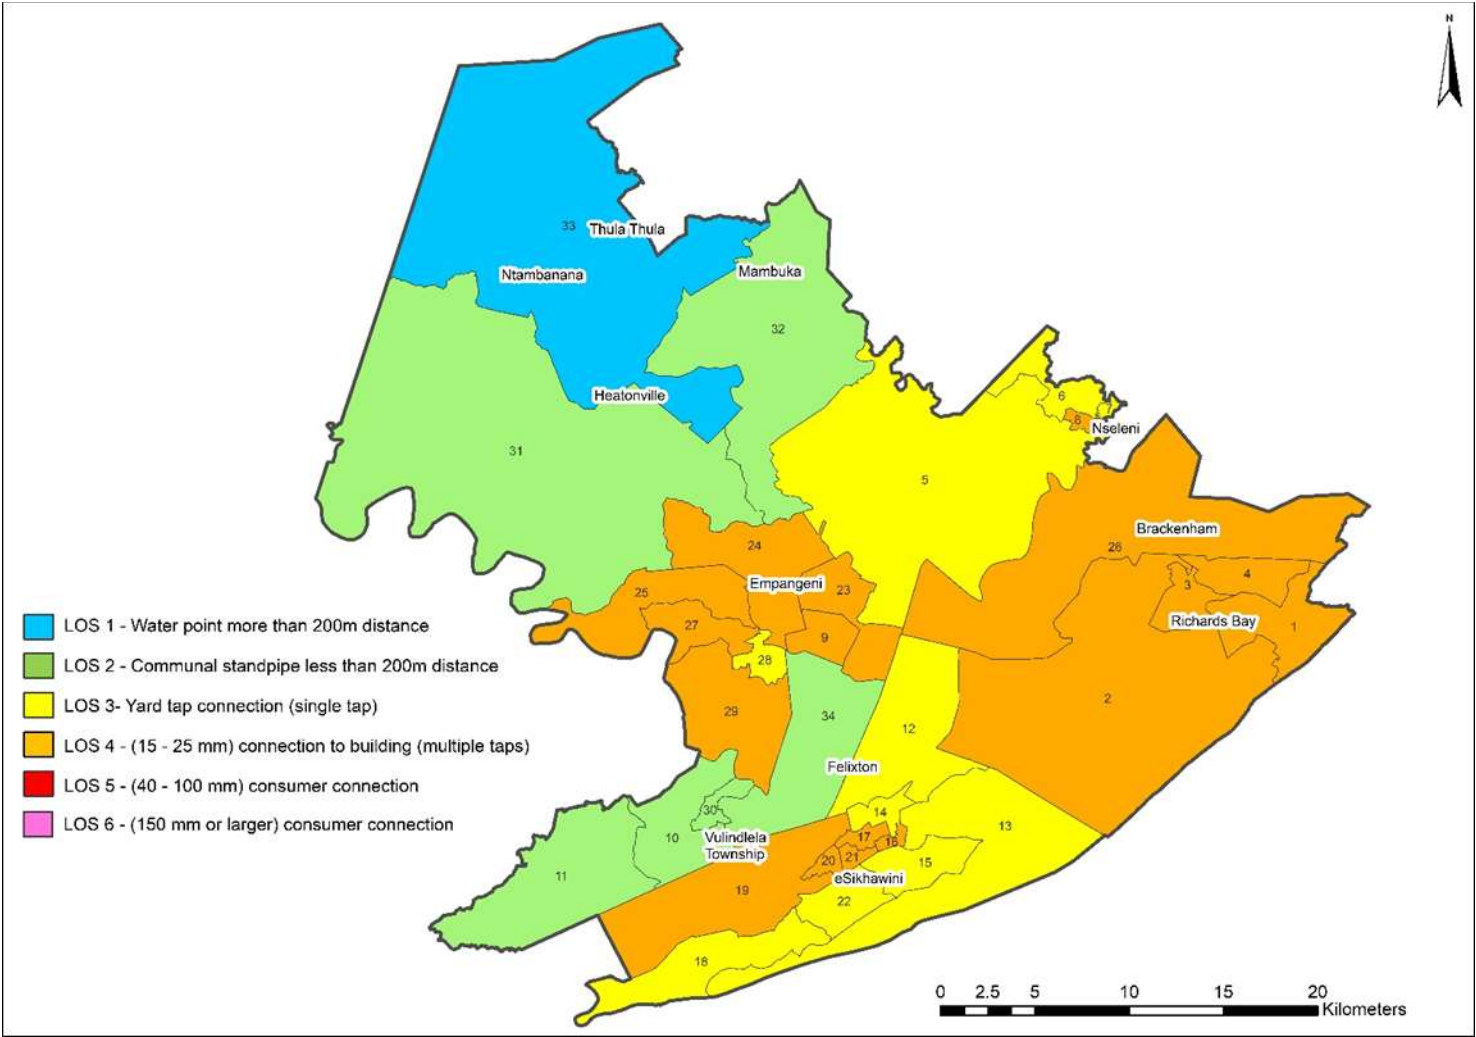 N
33
Thula Thula
Ntambanana
Mambuka
32
Heatonville
6
8
Nseleni
31
5
Brackenham
26
24
4
3
Empangeni
23
25
Richards Bay
1
27
9
28
2
29
34
12
Felixton
30
14
13
10
Vulindlela
Township
17
16
20
21
15
11
eSikhawini
19
22
18
LOS 1 - Water point more than 200m distance
LOS 2 - Communal standpipe less than 200m distance
LOS 3- Yard tap connection (single tap)
LOS 4 - (15 - 25 mm) connection to building (multiple taps)
LOS 5 - (40 - 100 mm) consumer connection
LOS 6 - (150 mm or larger) consumer connection
0 2.5 5 10 15 20
Kilometers